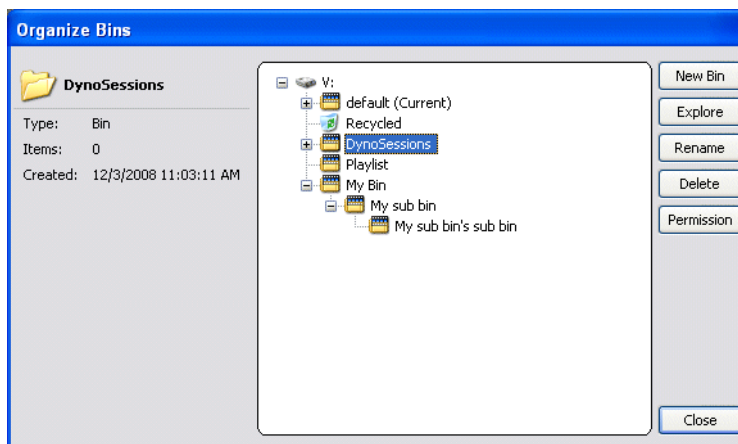 Organize Bins
DynoSessions
Type: Bin
Items: 0
Created: 12/3/2008 11:03:11 AM
V:
default (Current)
Recycled
DynoSessions
Playlist
My Bin
My sub bin
My sub bin's sub bin
New Bin
Explore
Rename
Delete
Permission
Close